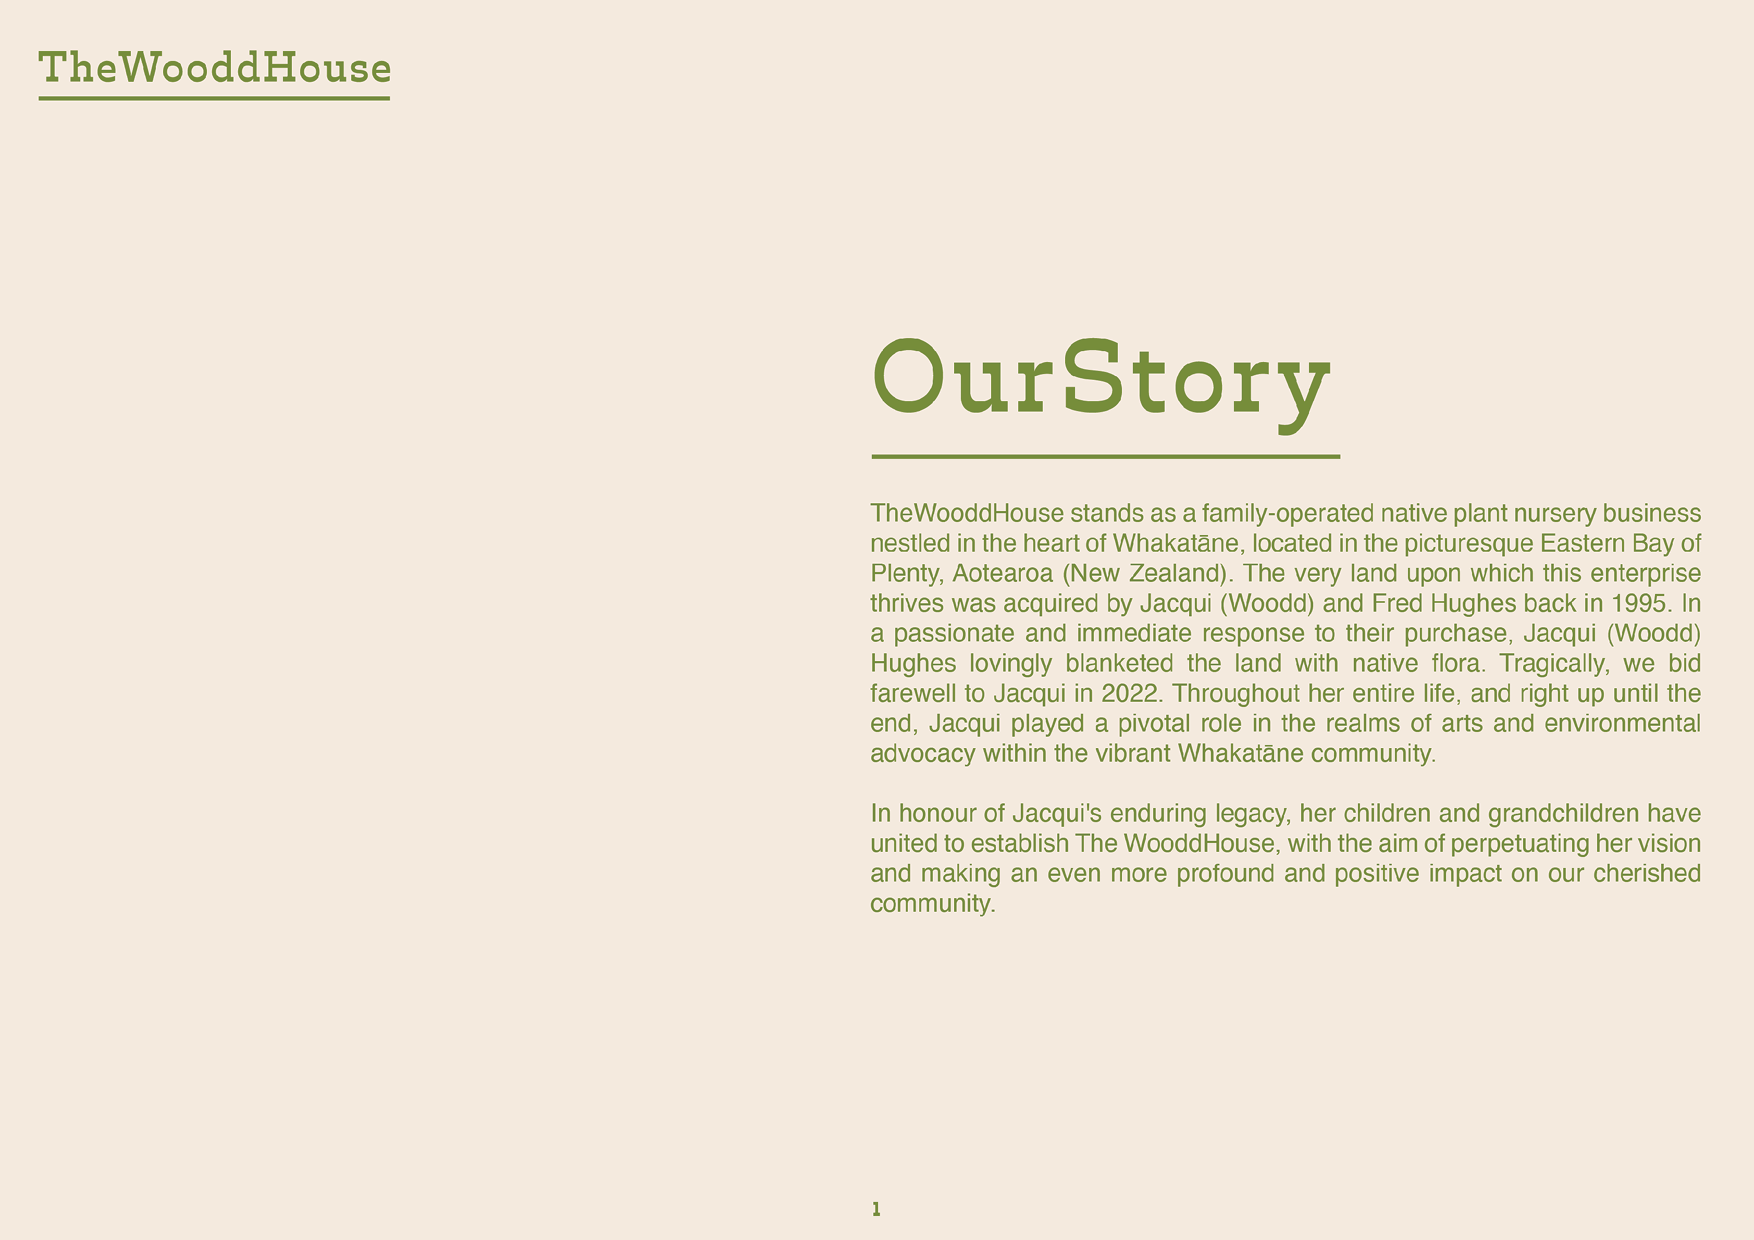 TheWooddHouse
OurStory
TheWooddHouse stands as a family-operated native plant nursery business
nestled in the heart of Whakatāne, located in the picturesque Eastern Bay of
Plenty, Aotearoa (New Zealand). The very land upon which this enterprise
thrives was acquired by Jacqui (Woodd) and Fred Hughes back in 1995. In
a passionate and immediate response to their purchase, Jacqui (Woodd)
Hughes lovingly blanketed the land with native flora. Tragically, we bid
farewell to Jacqui in 2022. Throughout her entire life, and right up until the
end, Jacqui played a pivotal role in the realms of arts and environmental
advocacy within the vibrant Whakatāne community.
In honour of Jacqui's enduring legacy, her children and grandchildren have
united to establish The WooddHouse, with the aim of perpetuating her vision
and making an even more profound and positive impact on our cherished
community.
1